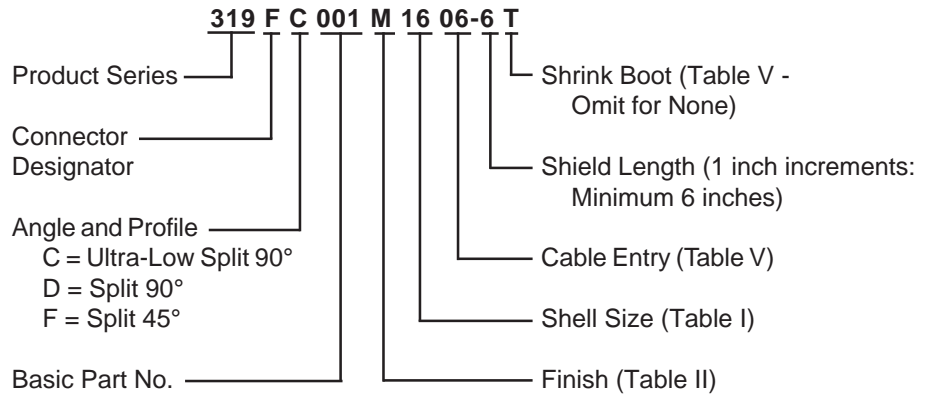 319 F C 001 M 16 06-6 T
Product Series
Connector
Designator
Angle and Profile
C = Ultra-Low Split 90°
D = Split 90°
F = Split 45°
Basic Part No.
Shrink Boot (Table V -
Omit for None)
Shield Length (1 inch increments:
Minimum 6 inches)
Cable Entry (Table V)
Shell Size (Table I)
Finish (Table II)